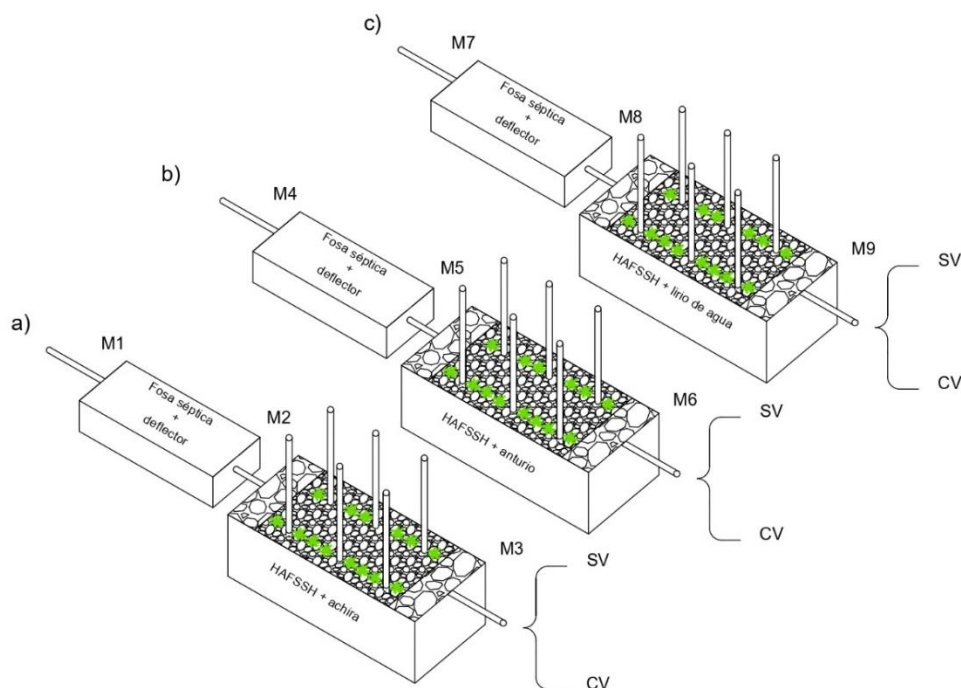 c)
M7
Fosa séptica
+
deflector
M8
M9
HAFSSH + lirio de agua
SV
CV
b)
M4
Fosa séptica
+
deflector
M5
M6
HAFSSH + anturio
SV
CV
a)
M1
Fosa séptica
+
deflector
M2
M3
HAFSSH + achira
SV
CV